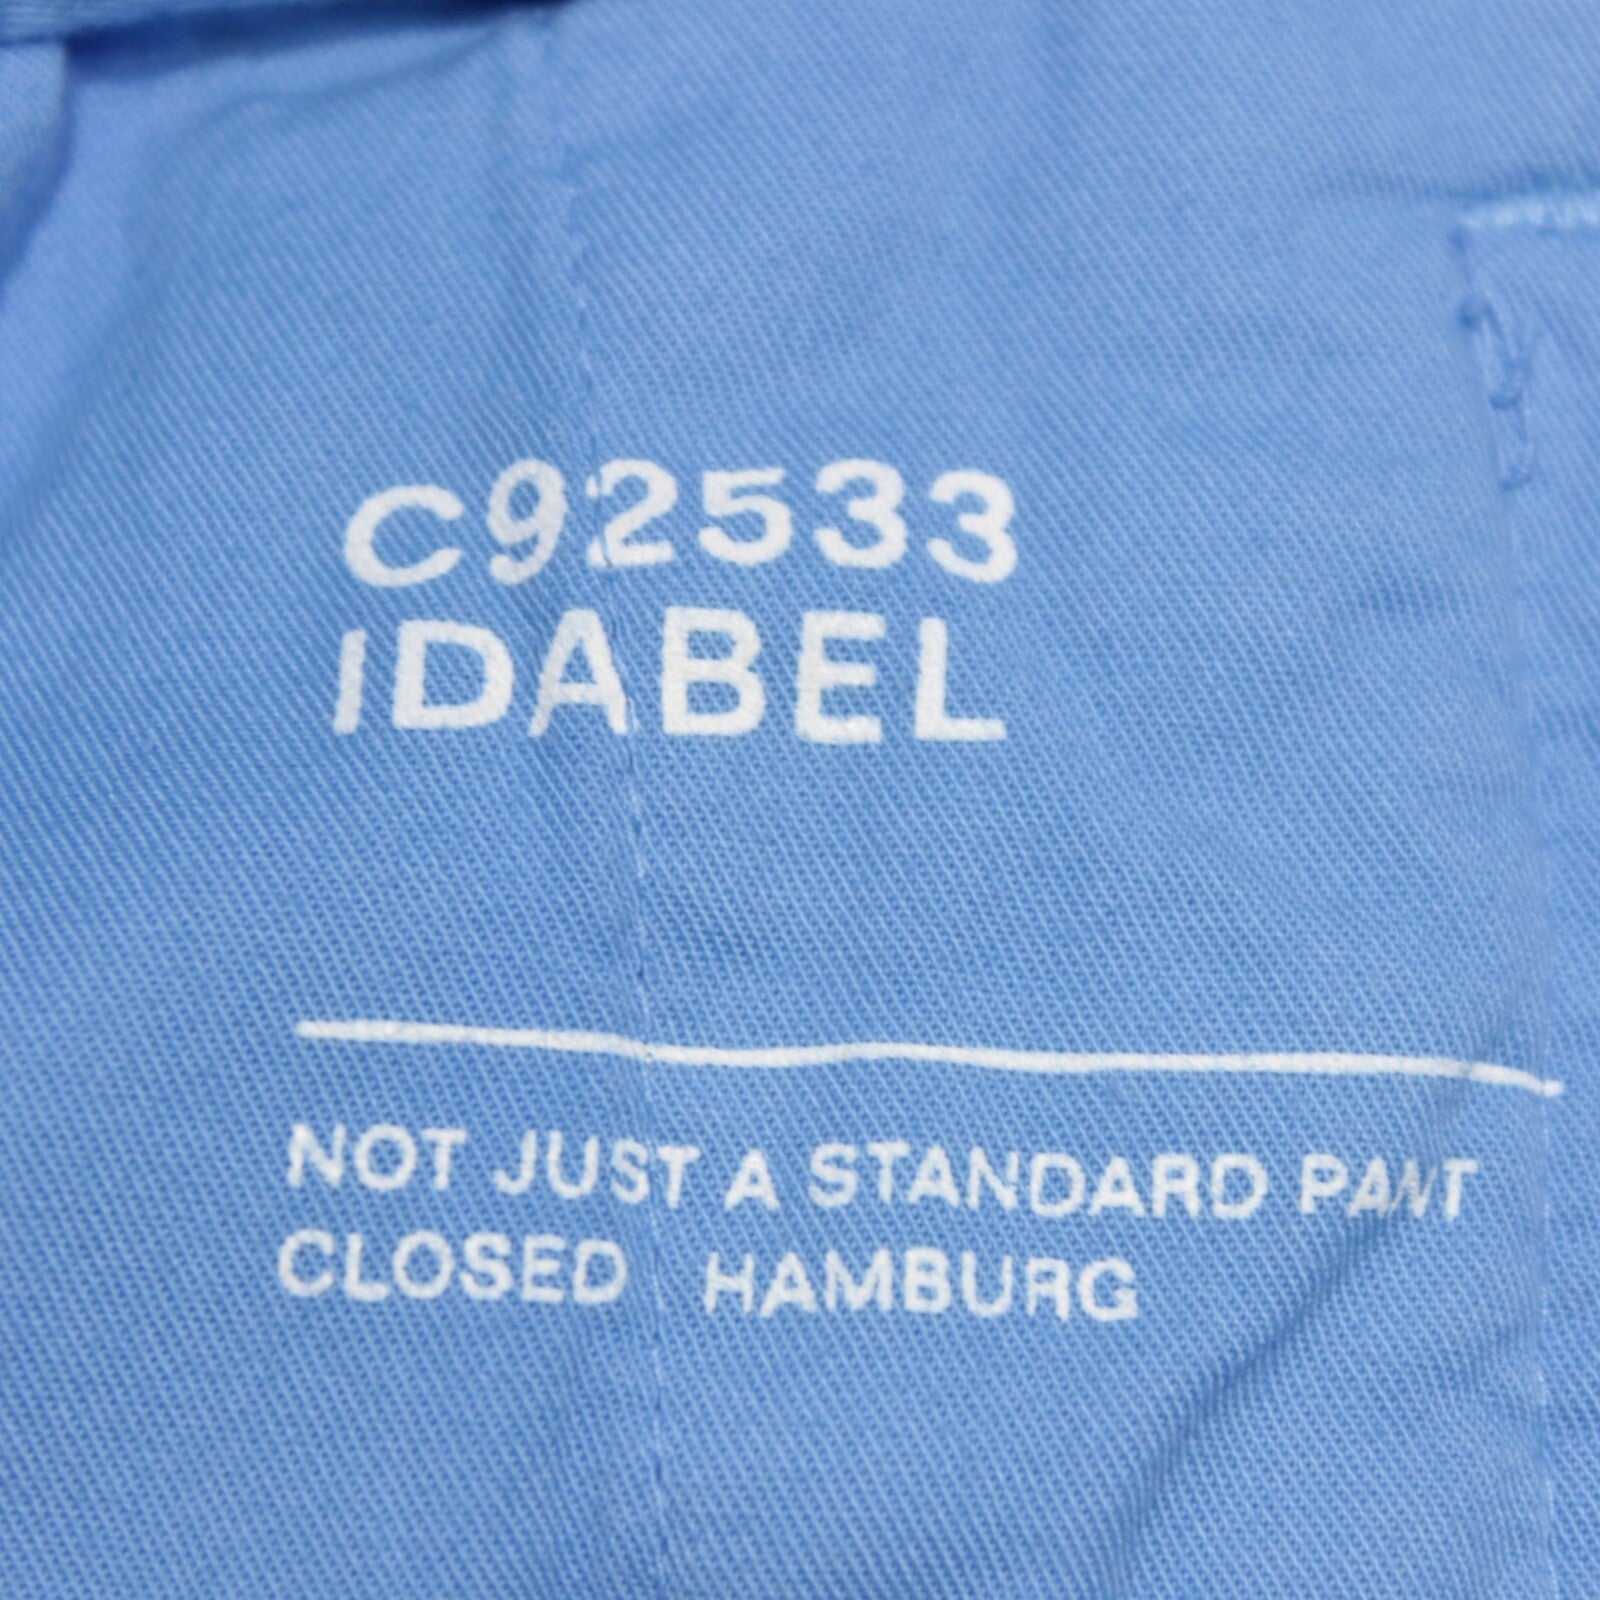 C92533
IDABEL
NOT JUST A STANDARD PANT
CLOSED HAMBURG